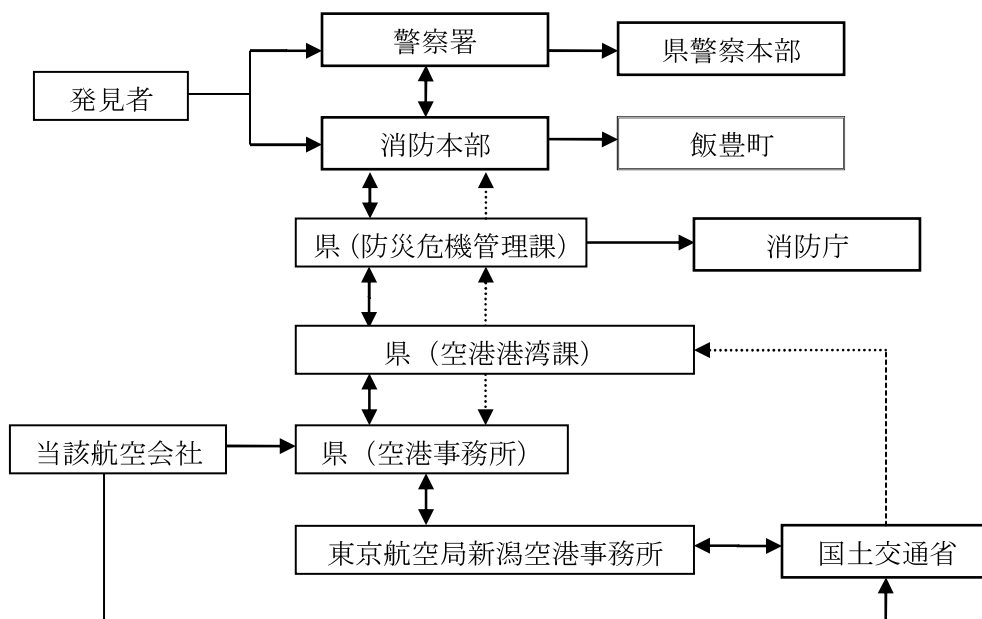 警察署
県警察本部
発見者
消防本部
飯豊町
県(防災危機管理課)
消防庁
県(空港港湾課)
当該航空会社
県(空港事務所)
東京航空局新潟空港事務所
国土交通省